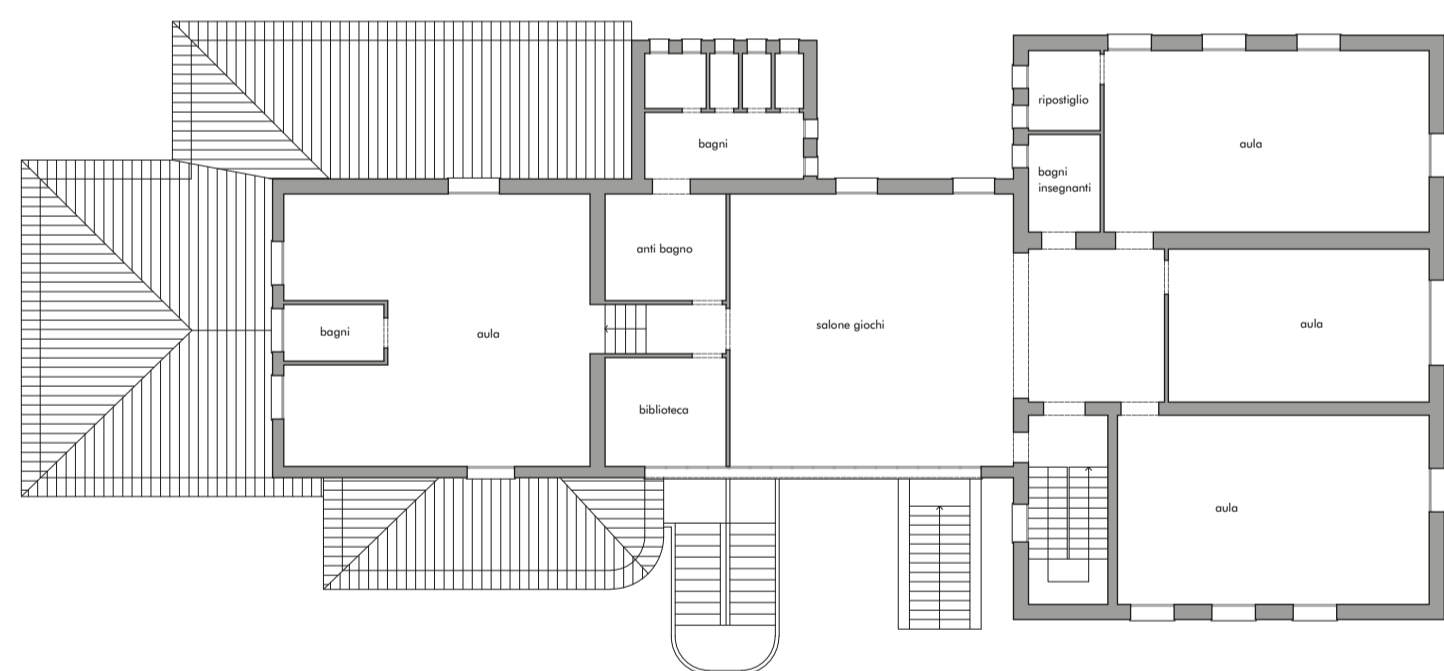 ripostiglio
aula
bagni
bagni
insegnanti
anti bagno
salone giochi
aula
bagni
aula
biblioteca
aula